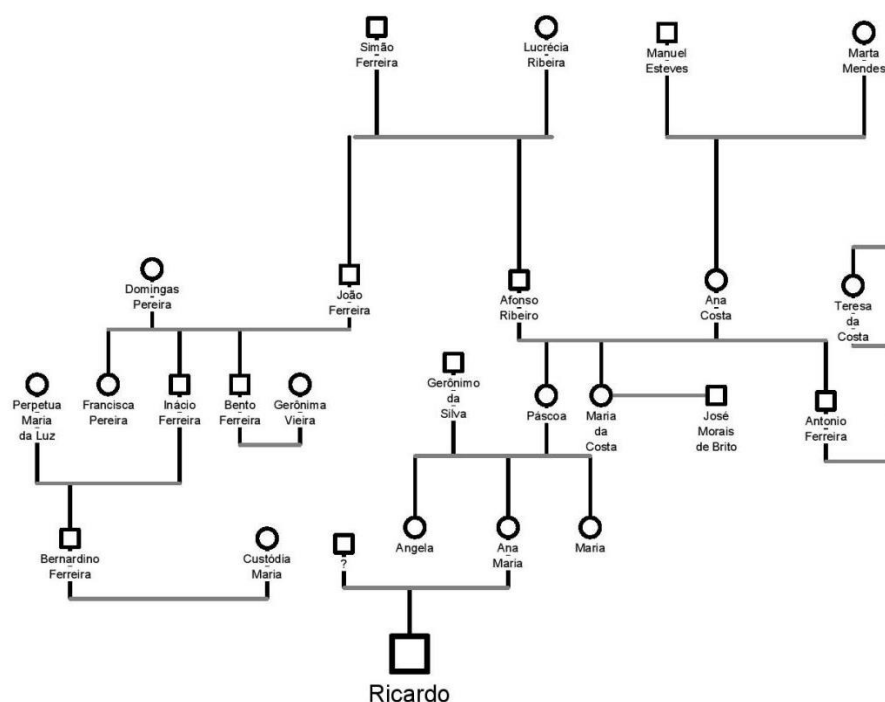 Simão
Ferreira
Lucrécia
Ribeira
Manuel
Esteves
Marta
Mendes
Domingas
Pereira
João
Ferreira
Afonso
Ribeiro
Ana
Costa
Teresa
da
Costa
Perpetua
Maria
da Luz
Francisca
Pereira
Inácio
Ferreira
Bento
Ferreira
Gerônima
Vieira
Gerônimo
da
Silva
Páscoa
Maria
da
Costa
José
Morais
de Brito
Antonio
Ferreira
Bernardino
Ferreira
Custódia
Maria
?
Angela
Ana
Maria
Maria
Ricardo